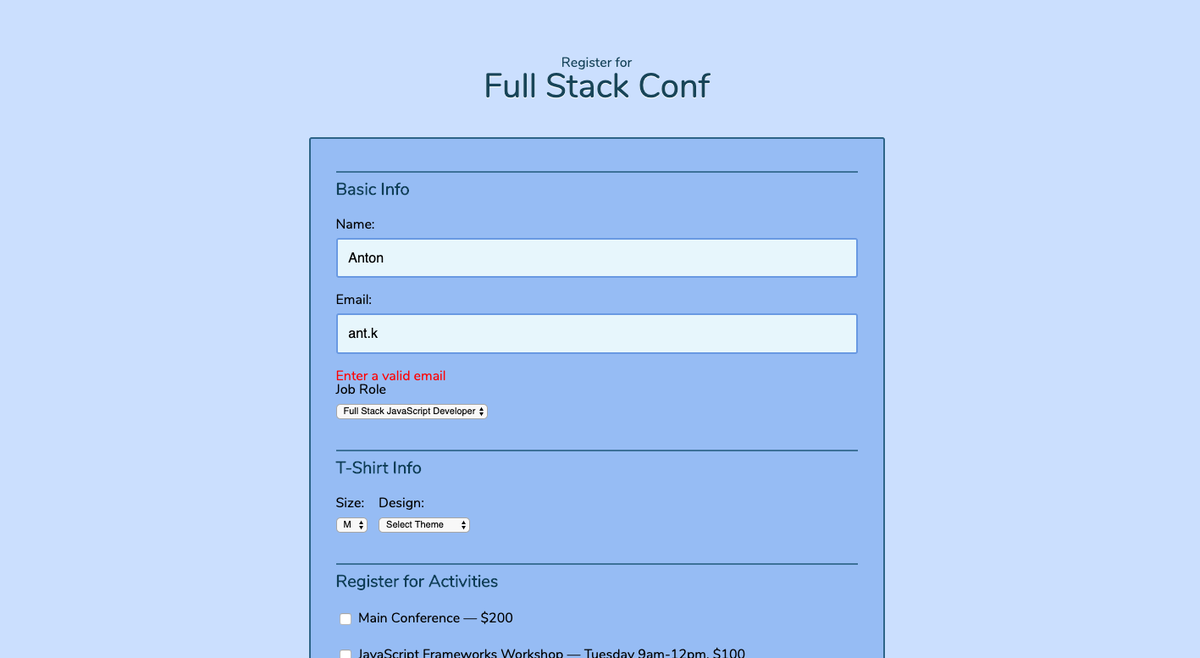 Register for
Full Stack Conf
Basic Info
Name:
Anton
Email:
ant.k
Enter a valid email
Job Role
Full Stack JavaScript Developer
T-Shirt Info
Size: Design:
M Select Theme
Register for Activities
Main Conference — $200
JavaScript Frameworks Workshop — Tuesday 9am-12pm, $100